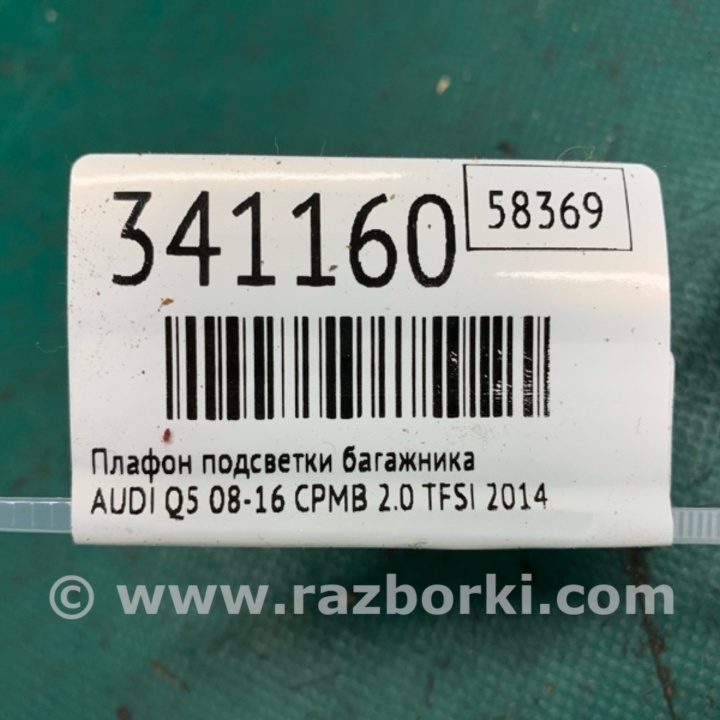 341160
58369
Плафон подсветки багажника
AUDI Q5 08-16 CPMB 2.0 TFSI 2014
© www.razborki.com